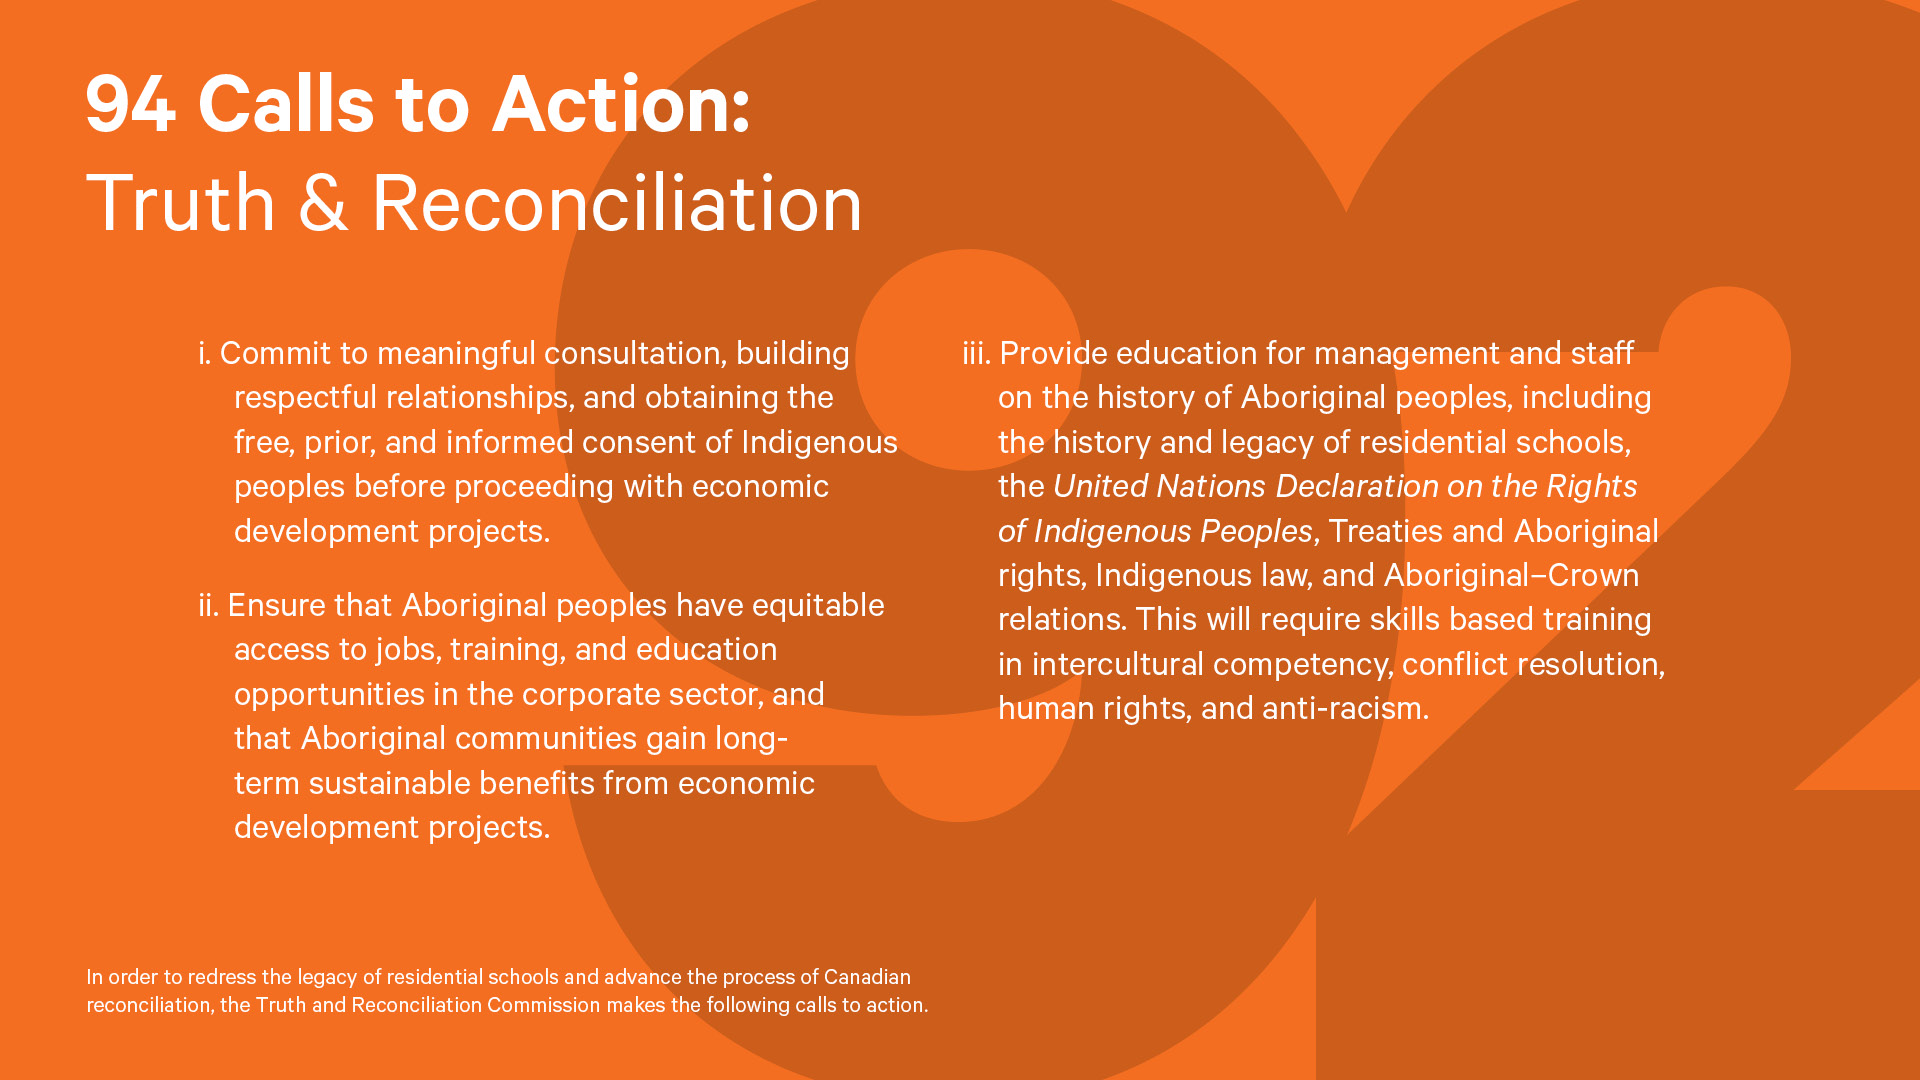 94 Calls to Action:
Truth & Reconciliation
i. Commit to meaningful consultation, building
respectful relationships, and obtaining the
free, prior, and informed consent of Indigenous
peoples before proceeding with economic
development projects.
ii. Ensure that Aboriginal peoples have equitable
access to jobs, training, and education
opportunities in the corporate sector, and
that Aboriginal communities gain long-
term sustainable benefits from economic
development projects.
iii. Provide education for management and staff
on the history of Aboriginal peoples, including
the history and legacy of residential schools,
the United Nations Declaration on the Rights
of Indigenous Peoples, Treaties and Aboriginal
rights, Indigenous law, and Aboriginal–Crown
relations. This will require skills based training
in intercultural competency, conflict resolution,
human rights, and anti-racism.
In order to redress the legacy of residential schools and advance the process of Canadian
reconciliation, the Truth and Reconciliation Commission makes the following calls to action.
92